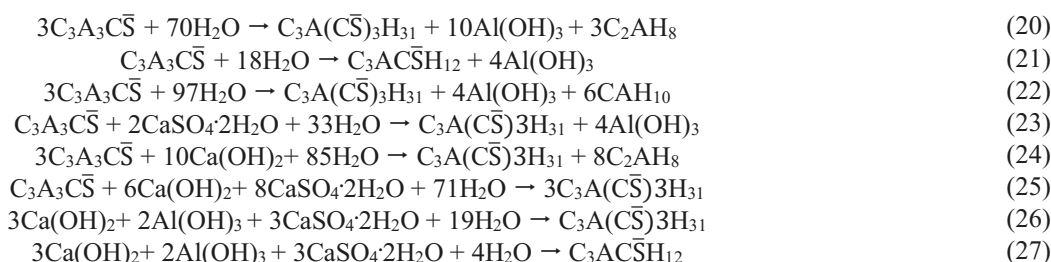 3C₃A₃CS̅ + 70H₂O → C₃A(CS̅)₃H₃₁ + 10Al(OH)₃ + 3C₂AH₈ (20)
C₃A₃CS̅ + 18H₂O → C₃ACS̅H₁₂ + 4Al(OH)₃ (21)
3C₃A₃CS̅ + 97H₂O → C₃A(CS̅)₃H₃₁ + 4Al(OH)₃ + 6CAH₁₀ (22)
C₃A₃CS̅ + 2CaSO₄·2H₂O + 33H₂O → C₃A(CS̅)3H₃₁ + 4Al(OH)₃ (23)
3C₃A₃CS̅ + 10Ca(OH)₂+ 85H₂O → C₃A(CS̅)3H₃₁ + 8C₂AH₈ (24)
C₃A₃CS̅ + 6Ca(OH)₂+ 8CaSO₄·2H₂O + 71H₂O → 3C₃A(CS̅)3H₃₁ (25)
3Ca(OH)₂+ 2Al(OH)₃ + 3CaSO₄·2H₂O + 19H₂O → C₃A(CS̅)3H₃₁ (26)
3Ca(OH)₂+ 2Al(OH)₃ + 3CaSO₄·2H₂O + 4H₂O → C₃ACS̅H₁₂ (27)